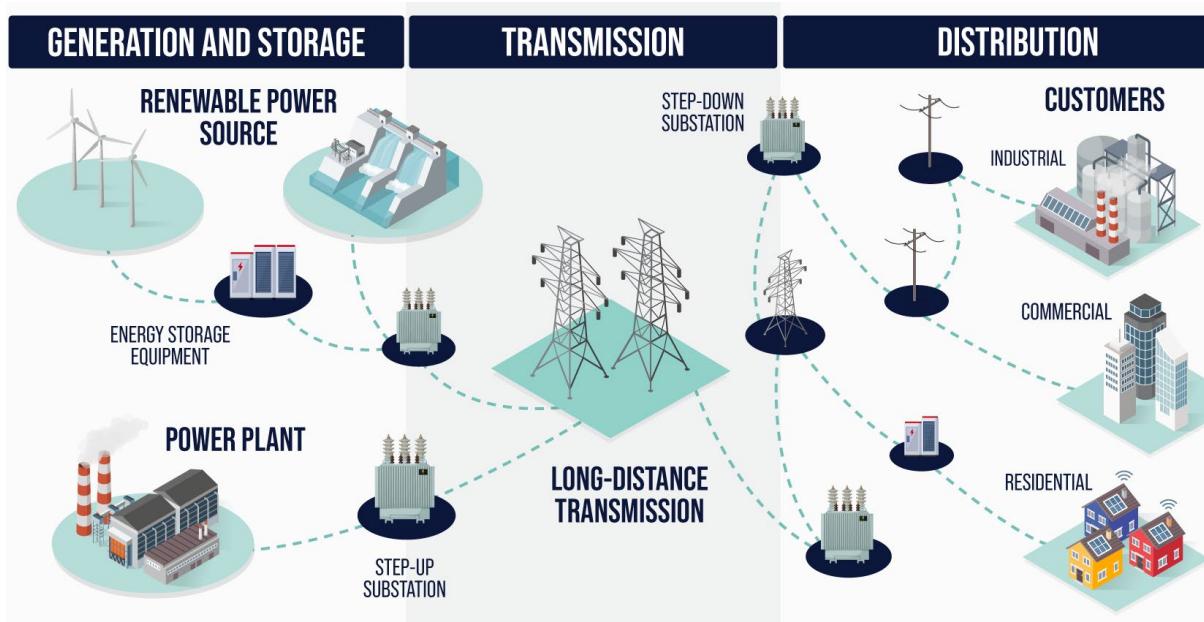 GENERATION AND STORAGE
TRANSMISSION
DISTRIBUTION
RENEWABLE POWER
SOURCE
ENERGY STORAGE
EQUIPMENT
POWER PLANT
STEP-UP
SUBSTATION
LONG-DISTANCE
TRANSMISSION
STEP-DOWN
SUBSTATION
CUSTOMERS
INDUSTRIAL
COMMERCIAL
RESIDENTIAL